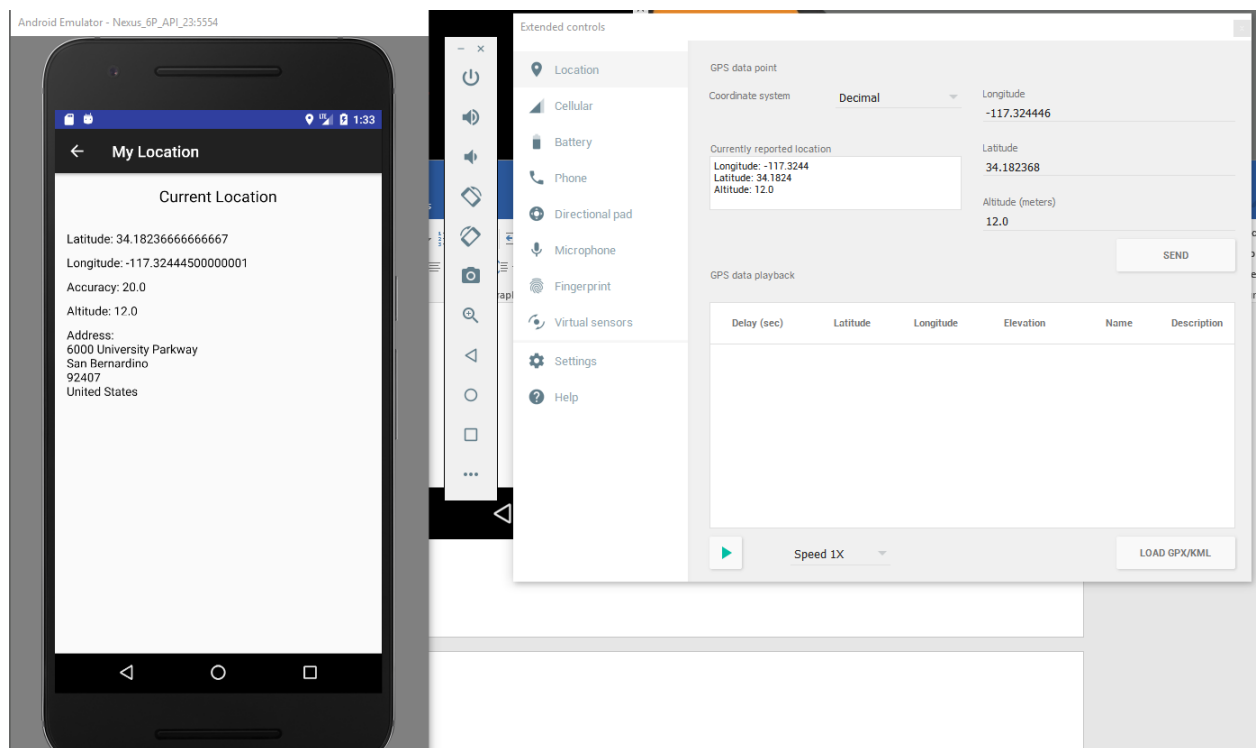 Android Emulator - Nexus_6P_API_23:5554
1:33
My Location
Current Location
Latitude: 34.18236666666667
Longitude: -117.32444500000001
Accuracy: 20.0
Altitude: 12.0
Address:
6000 University Parkway
San Bernardino
92407
United States
Extended controls
Location
Cellular
Battery
Phone
Directional pad
Microphone
Fingerprint
Virtual sensors
Settings
Help
GPS data point
Coordinate system
Decimal
Longitude
-117.324446
Currently reported location
Longitude: -117.3244
Latitude: 34.1824
Altitude: 12.0
Latitude
34.182368
Altitude (meters)
12.0
SEND
GPS data playback
Delay (sec) Latitude Longitude Elevation Name Description
Speed 1X
LOAD GPX/KML